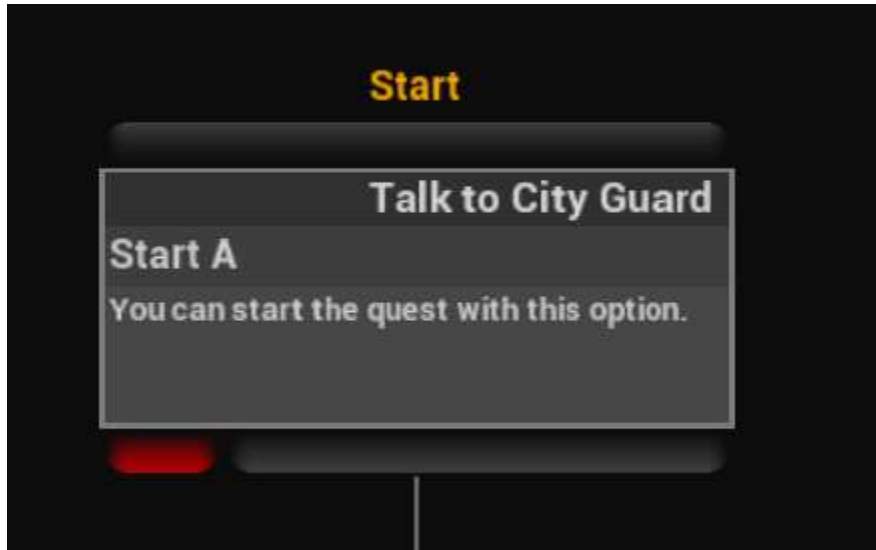 Start
Talk to City Guard
Start A
You can start the quest with this option.